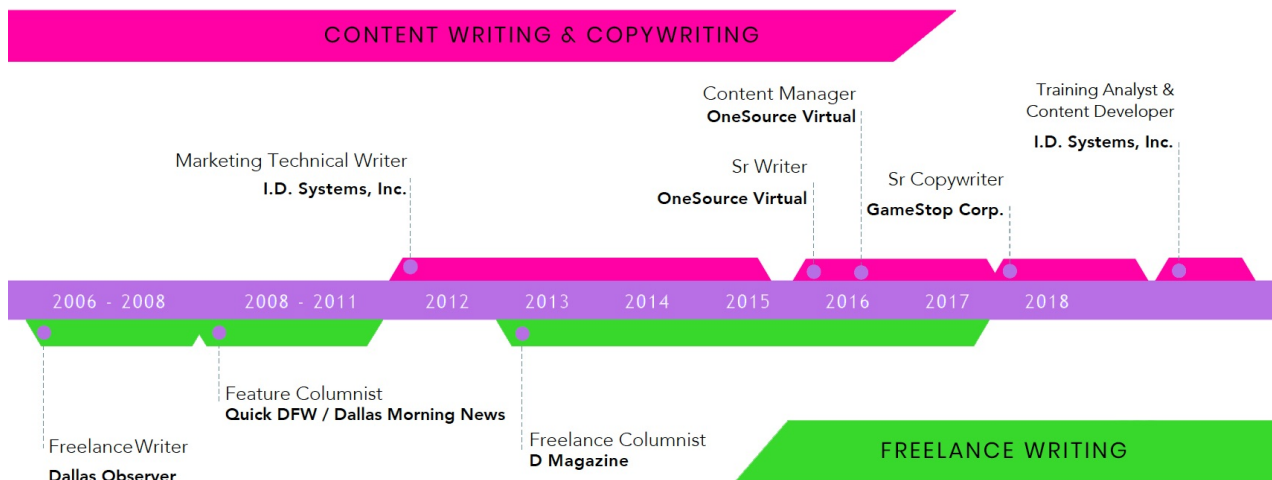 CONTENT WRITING & COPYWRITING
Marketing Technical Writer
I.D. Systems, Inc.
Content Manager
OneSource Virtual
Sr Writer
OneSource Virtual
Sr Copywriter
GameStop Corp.
Training Analyst &
Content Developer
I.D. Systems, Inc.
2006 - 2008 2008 - 2011 2012 2013 2014 2015 2016 2017 2018
FreelanceWriter
Dallas Observer
Feature Columnist
Quick DFW / Dallas Morning News
Freelance Columnist
D Magazine
FREELANCE WRITING